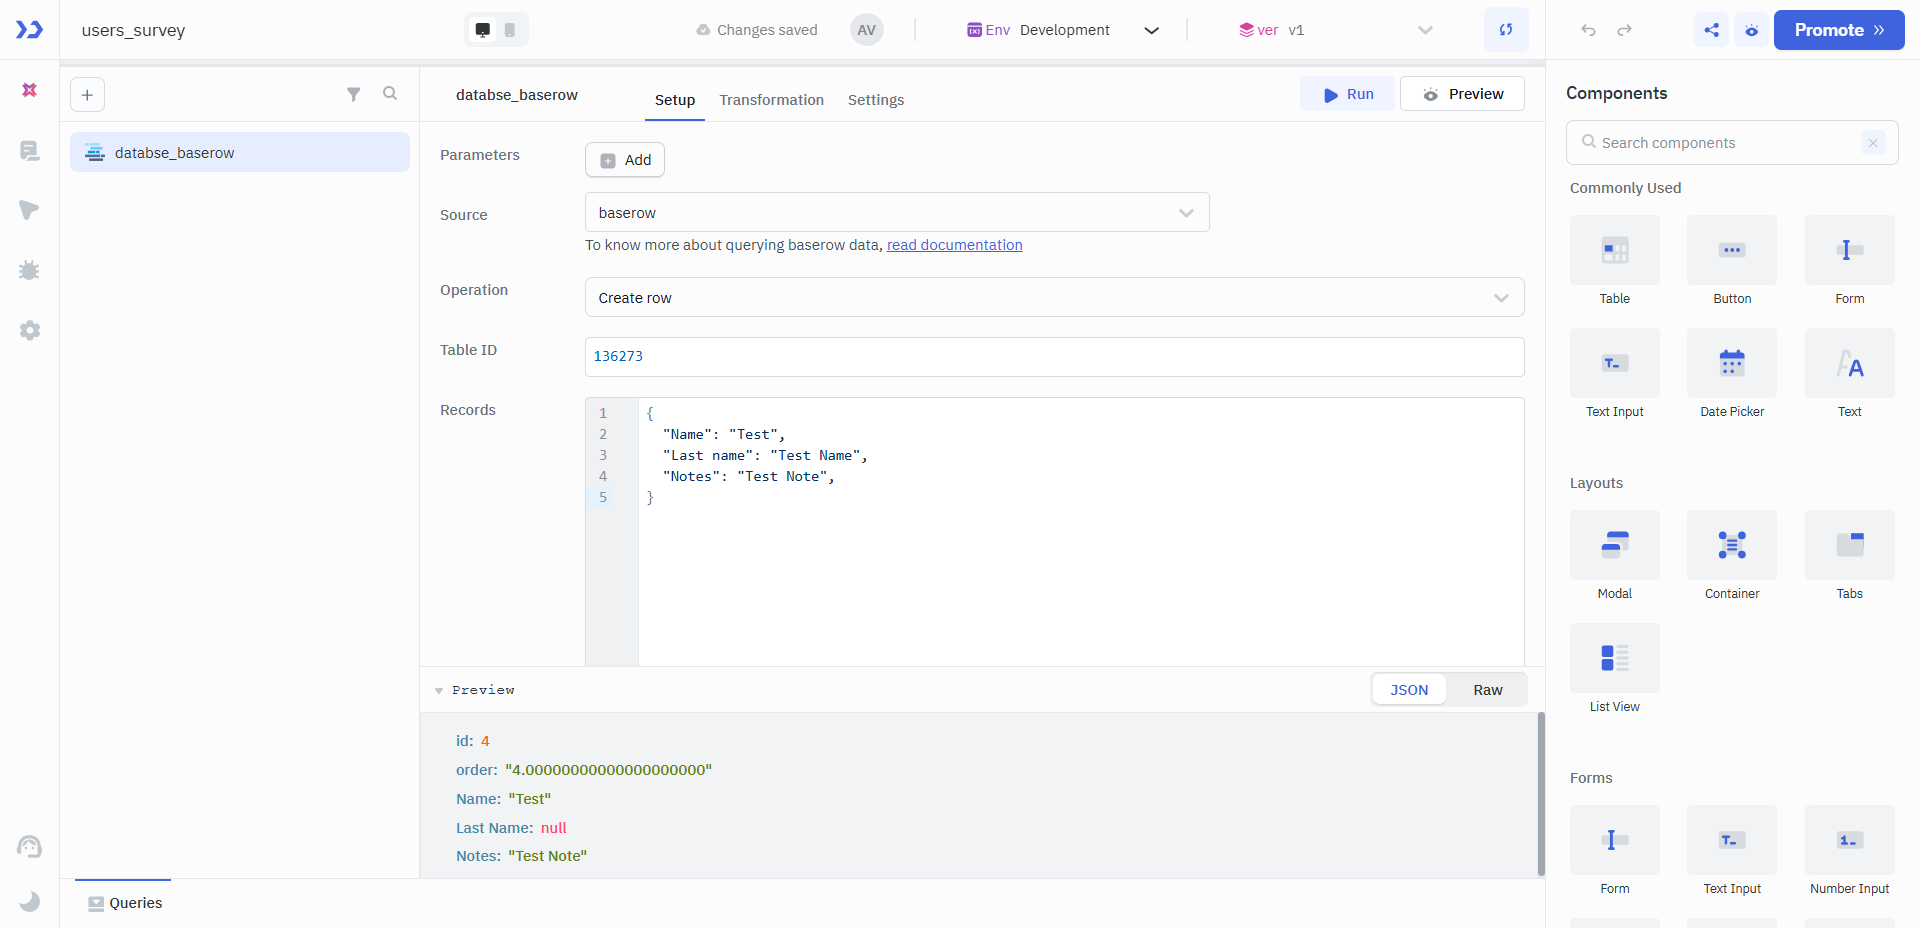 users_survey
Changes saved
AV
Env Development
ver v1
Promote
databse_baserow
databse_baserow
Setup
Transformation
Settings
Run
Preview
Parameters
Add
Source
baserow
To know more about querying baserow data, read documentation
Operation
Create row
Table ID
136273
Records
1 {
2 "Name": "Test",
3 "Last name": "Test Name",
4 "Notes": "Test Note",
5 }
Preview
JSON
Raw
id: 4
order: "4.00000000000000000000"
Name: "Test"
Last Name: null
Notes: "Test Note"
Queries
Components
Search components
Commonly Used
Table
Button
Form
Text Input
Date Picker
Text
Layouts
Modal
Container
Tabs
List View
Forms
Form
Text Input
Number Input